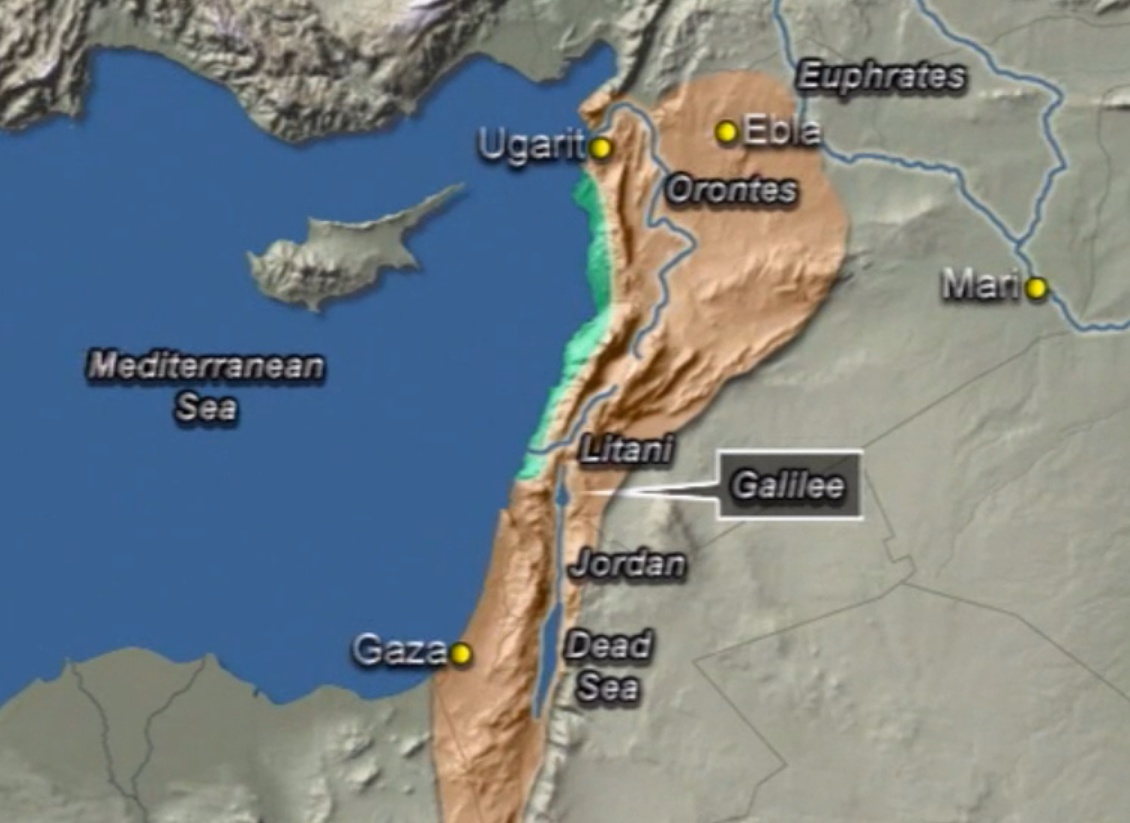 Euphrates
Ugarit
Ebla
Orontes
Mari
Mediterranean
Sea
Litani
Galilee
Jordan
Gaza
Dead
Sea